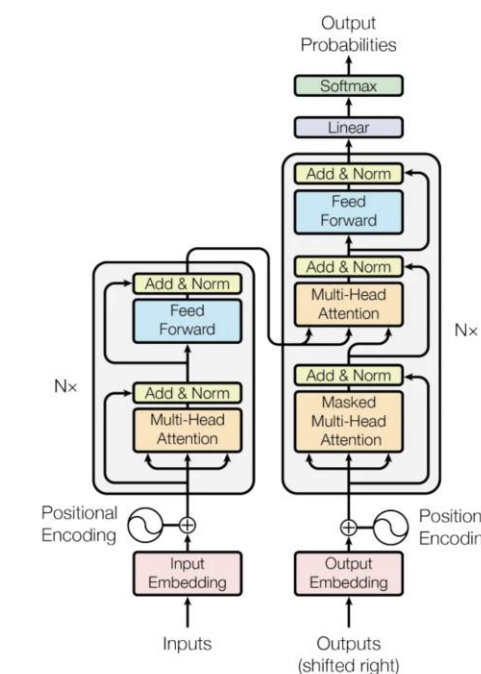 Output
Probabilities
Softmax
Linear
Add & Norm
Feed
Forward
Add & Norm
Multi-Head
Attention
Add & Norm
Masked
Multi-Head
Attention
Nx
Add & Norm
Feed
Forward
Add & Norm
Multi-Head
Attention
Nx
Positional
Encoding
Input
Embedding
Inputs
Position
Encodin
Output
Embedding
Outputs
(shifted right)